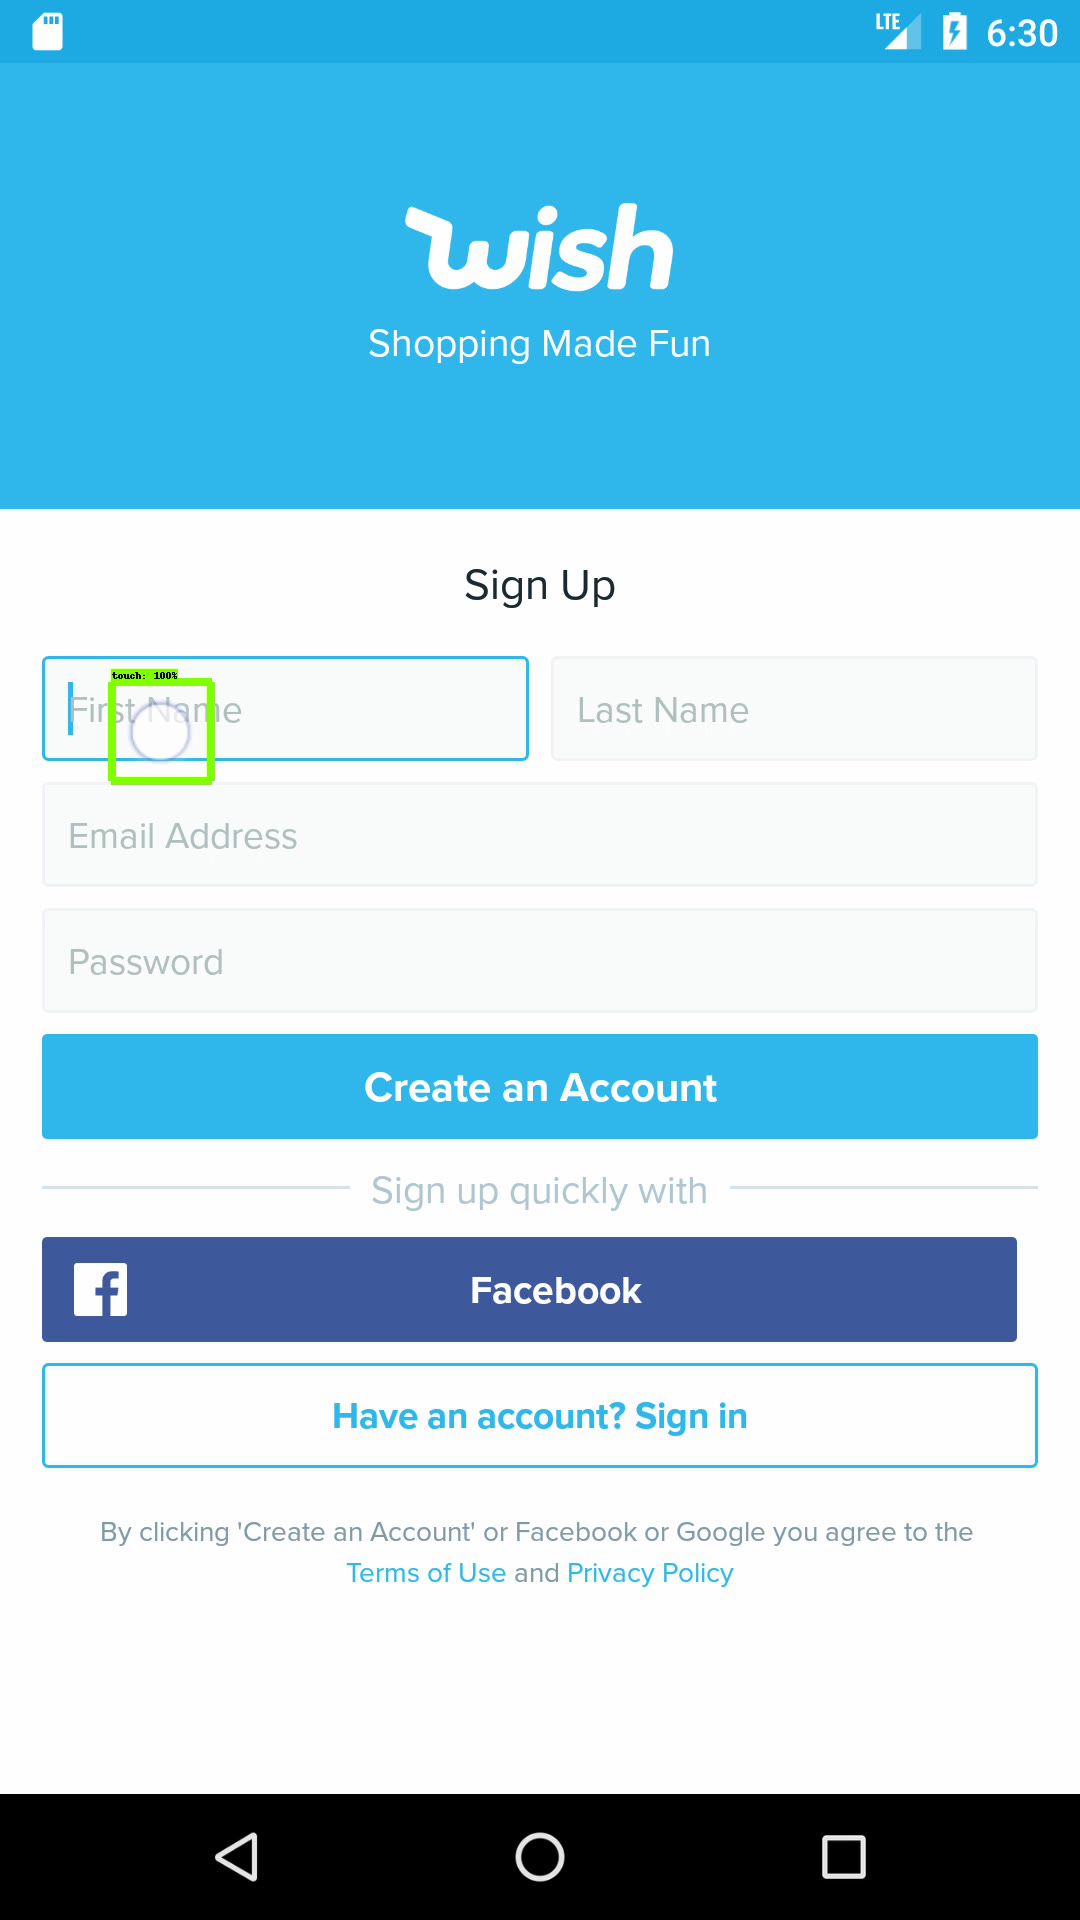 LTE 6:30
wish
Shopping Made Fun
Sign Up
touch: 100%
First Name
Last Name
Email Address
Password
Create an Account
Sign up quickly with
Facebook
Have an account? Sign in
By clicking 'Create an Account' or Facebook or Google you agree to the
Terms of Use and Privacy Policy